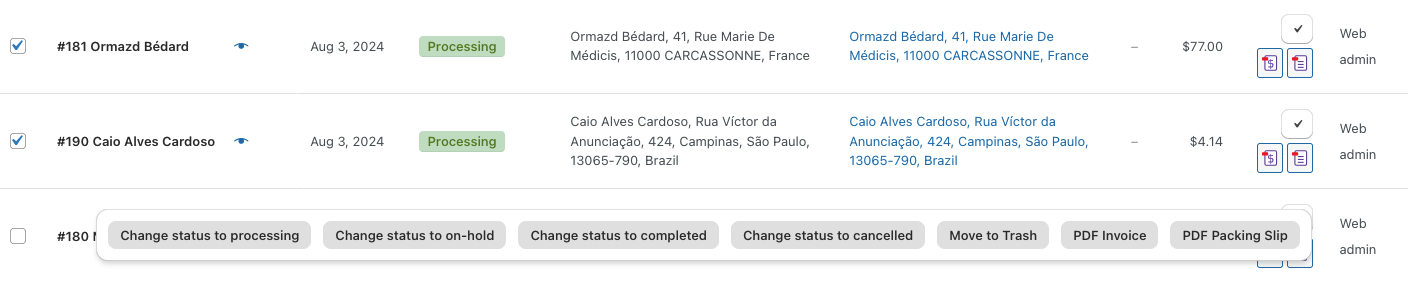 #181 Ormazd Bédard
Aug 3, 2024
Processing
Ormazd Bédard, 41, Rue Marie De
Médicis, 11000 CARCASSONNE, France
Ormazd Bédard, 41, Rue Marie De
Médicis, 11000 CARCASSONNE, France
–
$77.00
Web
admin
#190 Caio Alves Cardoso
Aug 3, 2024
Processing
Caio Alves Cardoso, Rua Víctor da
Anunciação, 424, Campinas, São Paulo,
13065-790, Brazil
Caio Alves Cardoso, Rua Víctor da
Anunciação, 424, Campinas, São Paulo,
13065-790, Brazil
–
$4.14
Web
admin
#180
Change status to processing
Change status to on-hold
Change status to completed
Change status to cancelled
Move to Trash
PDF Invoice
PDF Packing Slip
Web
admin